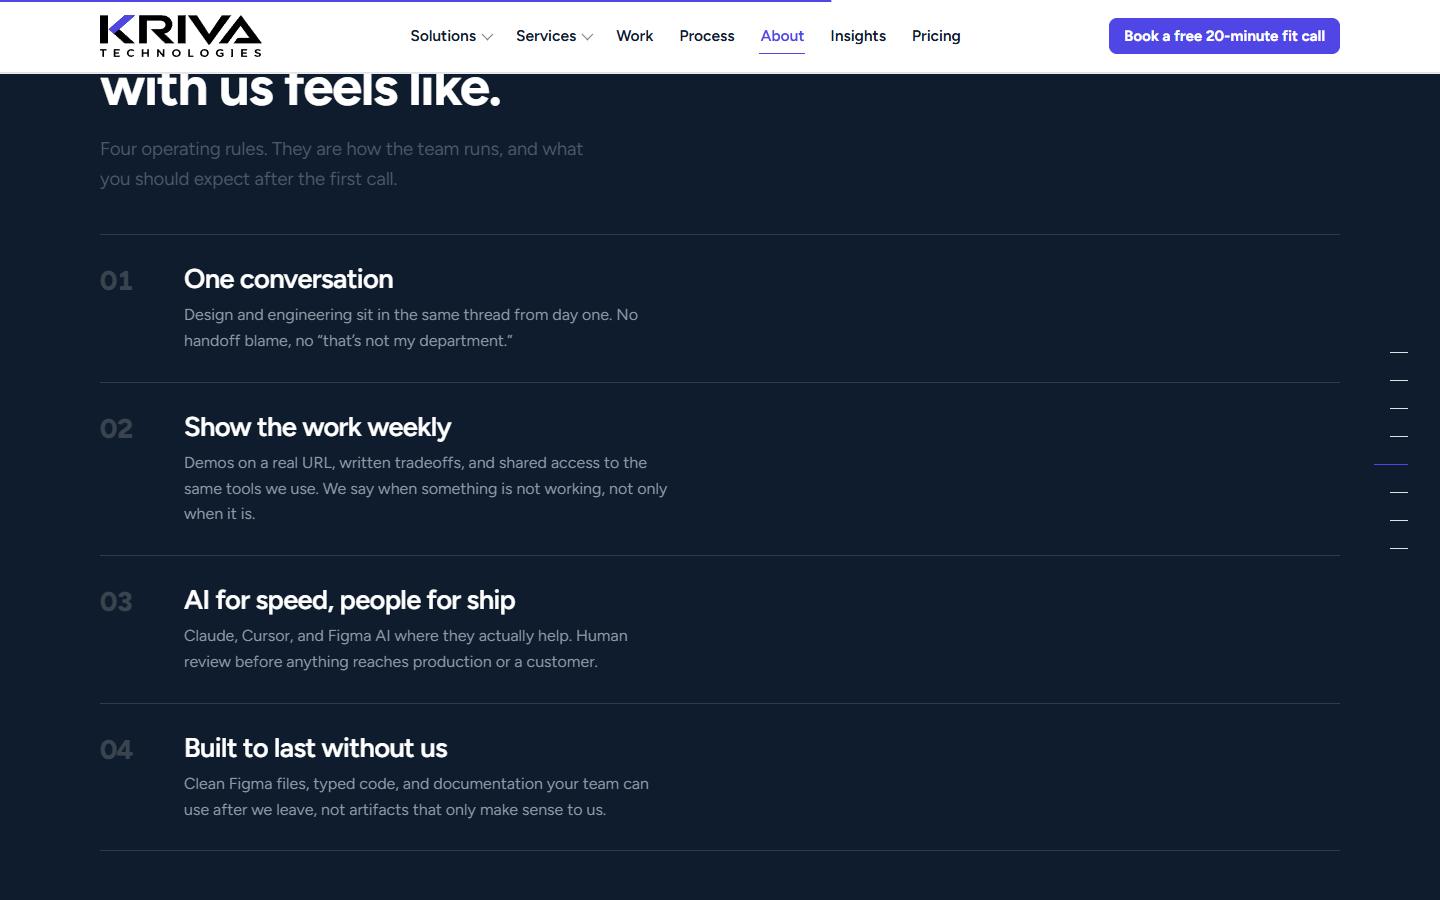 KRIVA
TECHNOLOGIES
Solutions
Services
Work
Process
About
Insights
Pricing
Book a free 20-minute fit call
with us feels like.
Four operating rules. They are how the team runs, and what
you should expect after the first call.
01
One conversation
Design and engineering sit in the same thread from day one. No
handoff blame, no “that’s not my department.”
02
Show the work weekly
Demos on a real URL, written tradeoffs, and shared access to the
same tools we use. We say when something is not working, not only
when it is.
03
AI for speed, people for ship
Claude, Cursor, and Figma AI where they actually help. Human
review before anything reaches production or a customer.
04
Built to last without us
Clean Figma files, typed code, and documentation your team can
use after we leave, not artifacts that only make sense to us.